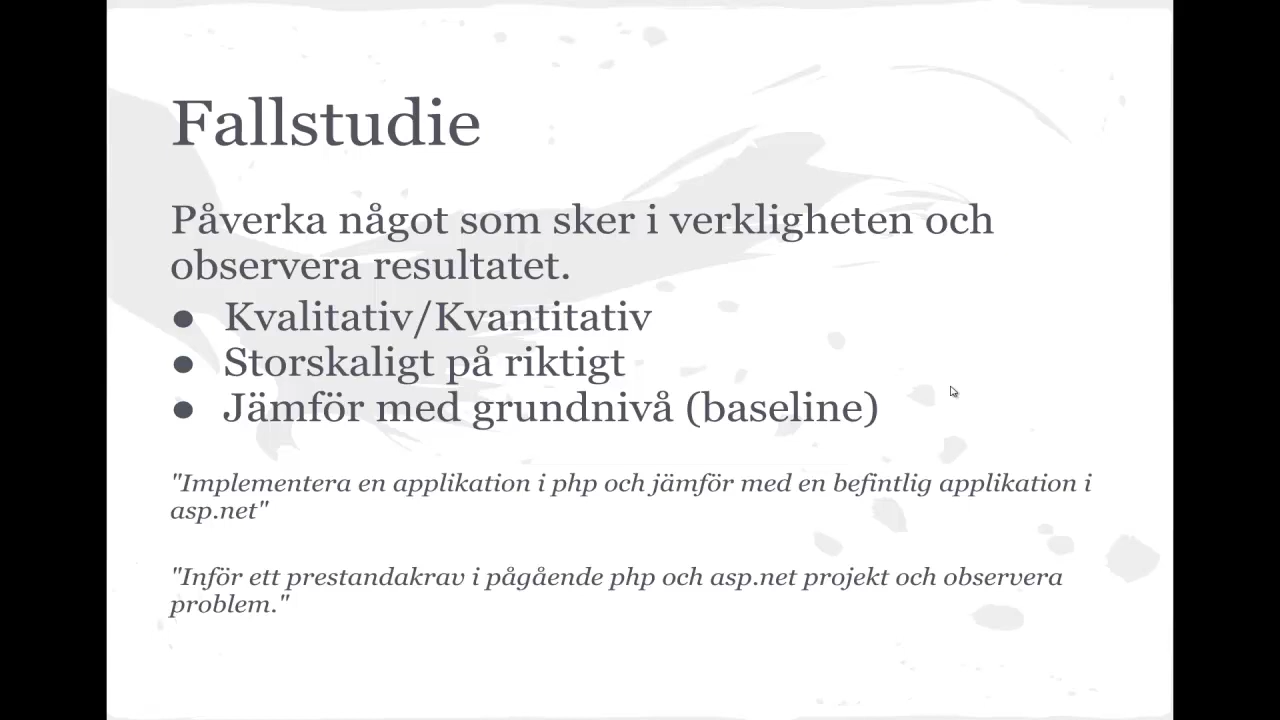 Fallstudie
Påverka något som sker i verkligheten och
observera resultatet.
● Kvalitativ/Kvantitativ
● Storskaligt på riktigt
● Jämför med grundnivå (baseline)
"Implementera en applikation i php och jämför med en befintlig applikation i
asp.net"
"Inför ett prestandakrav i pågående php och asp.net projekt och observera
problem."